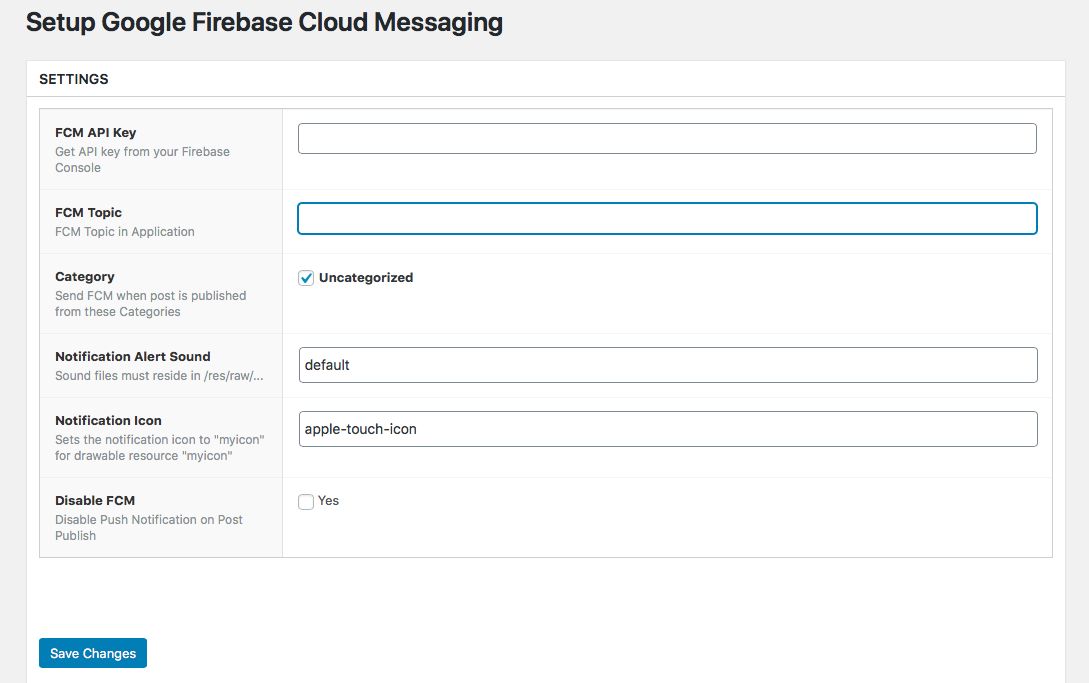 Setup Google Firebase Cloud Messaging
SETTINGS
FCM API Key
Get API key from your Firebase
Console
FCM Topic
FCM Topic in Application
Category
Send FCM when post is published
from these Categories
Uncategorized
Notification Alert Sound
Sound files must reside in /res/raw/...
default
Notification Icon
Sets the notification icon to "myicon"
for drawable resource "myicon"
apple-touch-icon
Disable FCM
Disable Push Notification on Post
Publish
Yes
Save Changes